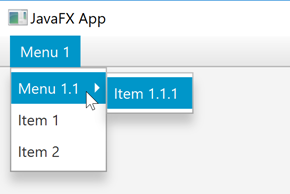 JavaFX App
Menu 1
Menu 1.1
Item 1.1.1
Item 1
Item 2